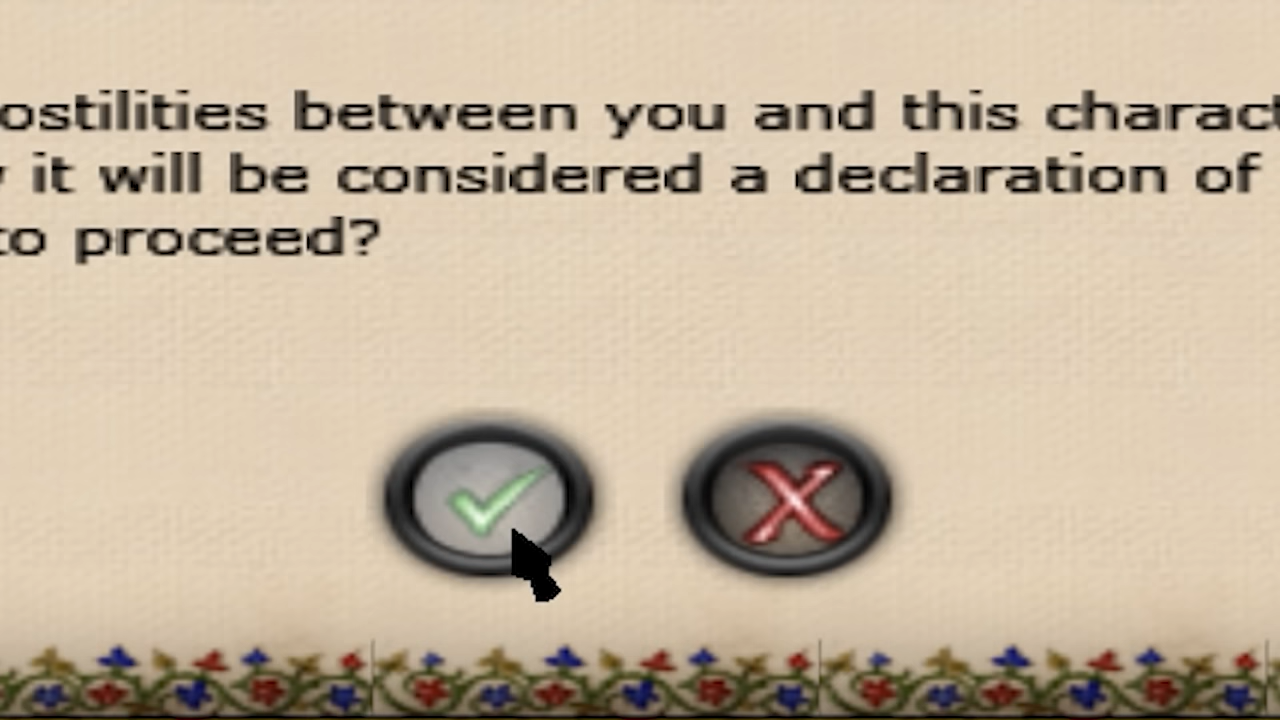 ostilities between you and this charact
it will be considered a declaration of
to proceed?